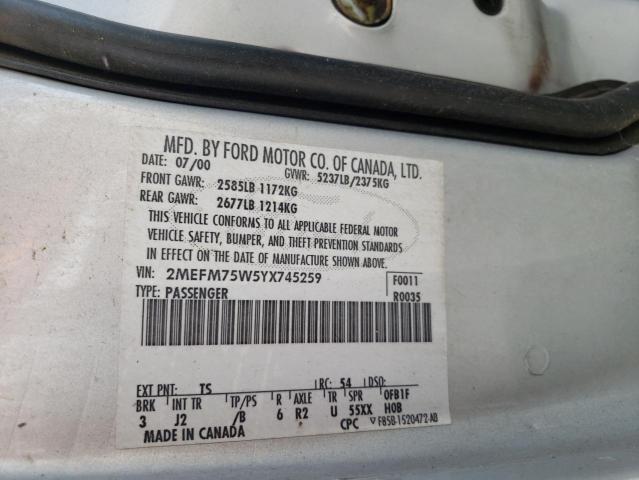 MFD. BY FORD MOTOR CO. OF CANADA, LTD.
DATE: 07/00 GVWR: 5237LB/2375KG
FRONT GAWR: 2585LB 1172KG
REAR GAWR: 2677LB 1214KG
THIS VEHICLE CONFORMS TO ALL APPLICABLE FEDERAL MOTOR
VEHICLE SAFETY, BUMPER, AND THEFT PREVENTION STANDARDS
IN EFFECT ON THE DATE OF MANUFACTURE SHOWN ABOVE.
VIN: 2MEFM75W5YX745259 F0011
TYPE: PASSENGER R0035
EXT PNT: TS RC: 54 DSO:
BRK INT TR TP/PS R AXLE TR SPR 0FB1F
3 J2 /B 6 R2 U 55XX H0B
MADE IN CANADA CPC F85B-1520472-AB